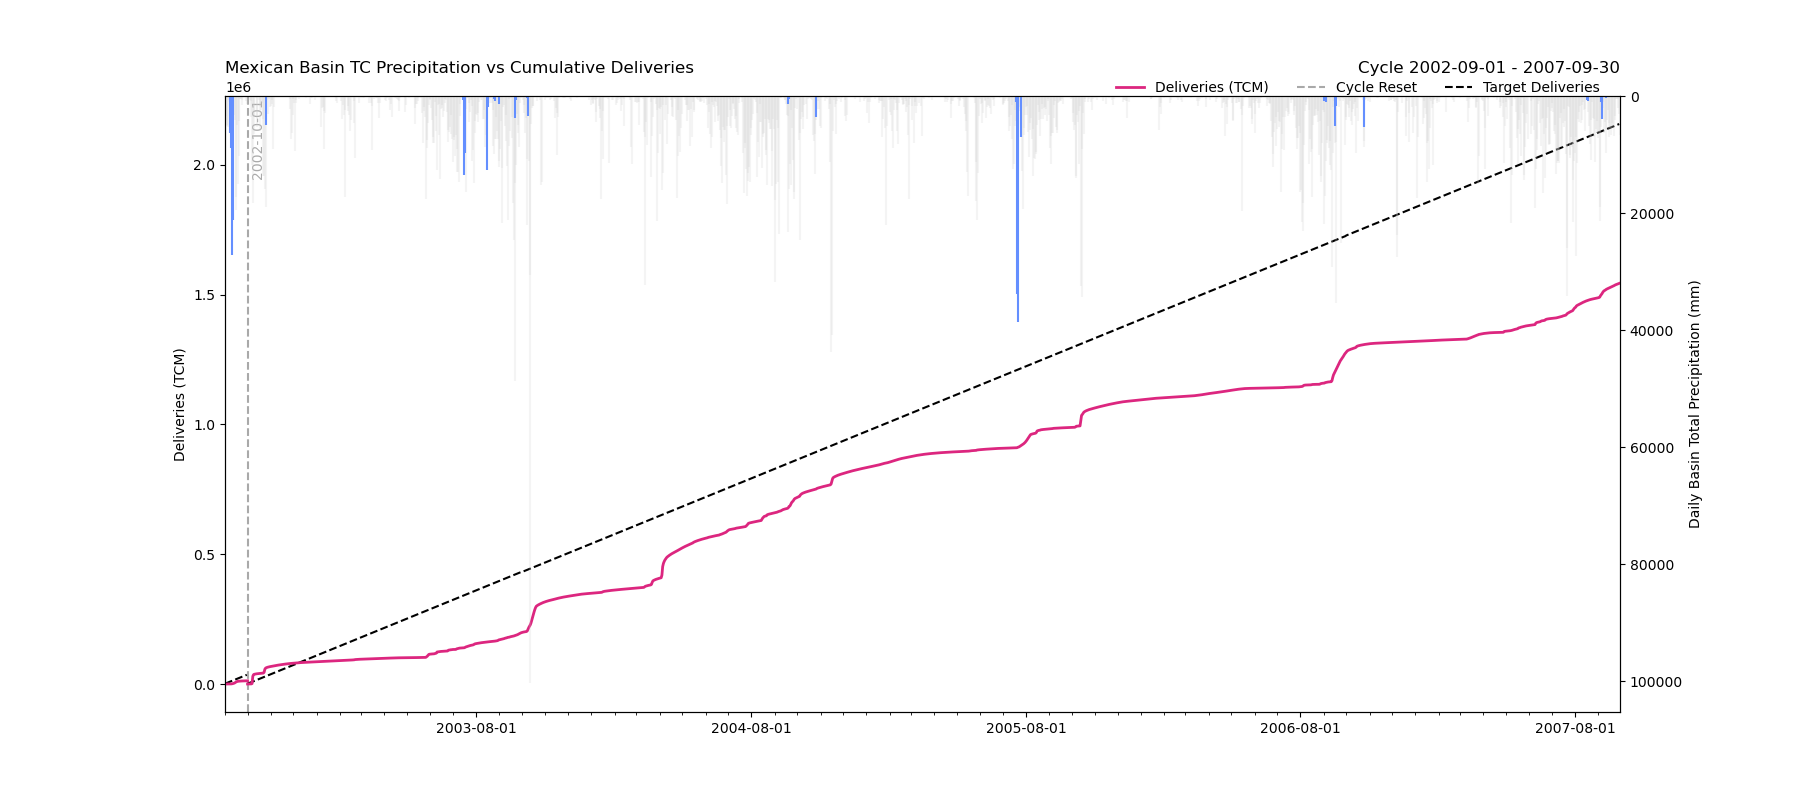 Mexican Basin TC Precipitation vs Cumulative Deliveries
Cycle 2002-09-01 - 2007-09-30
1e6
Deliveries (TCM)
Cycle Reset
Target Deliveries
2002-10-01
2.0
1.5
1.0
0.5
0.0
Deliveries (TCM)
0
20000
40000
60000
80000
100000
Daily Basin Total Precipitation (mm)
2003-08-01
2004-08-01
2005-08-01
2006-08-01
2007-08-01